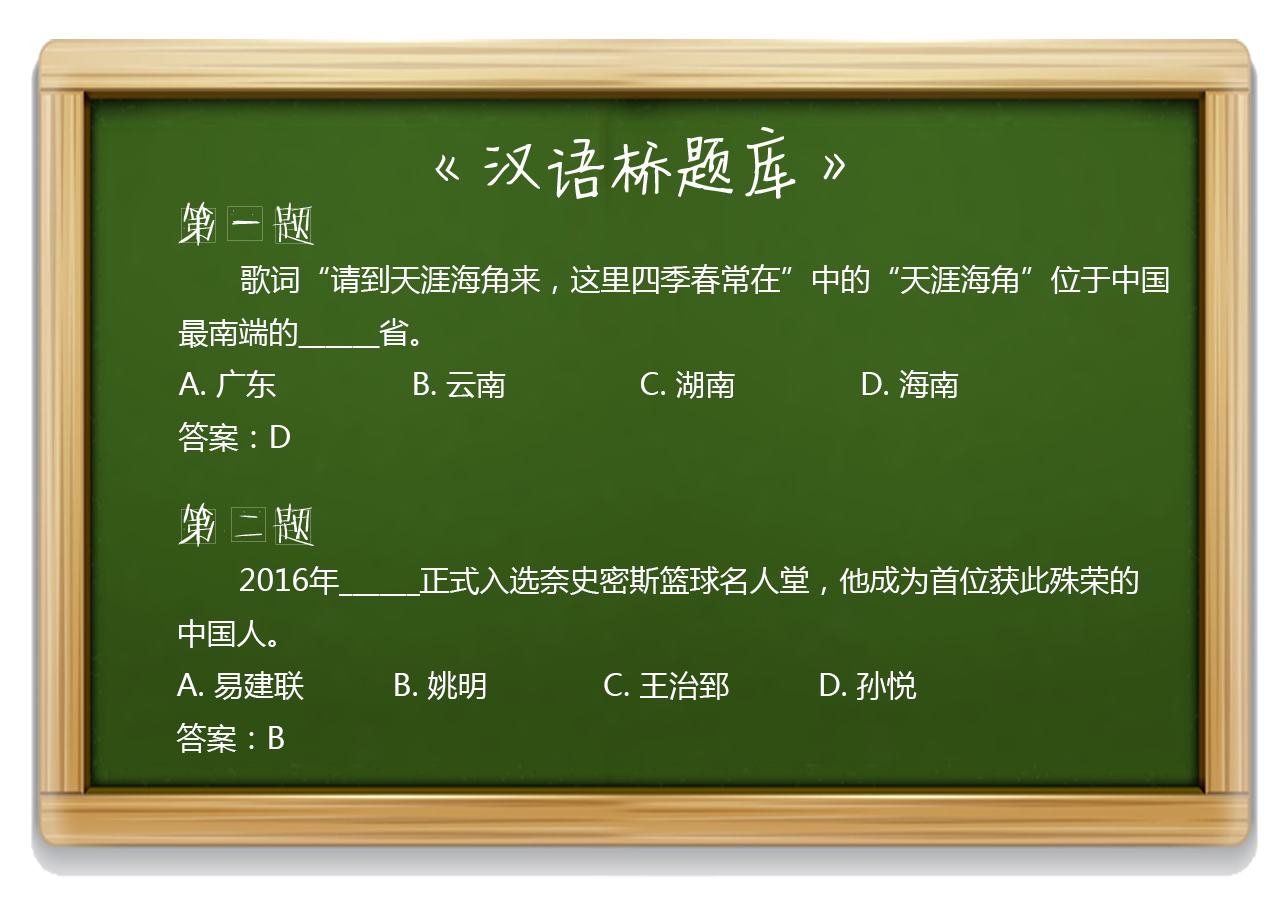 《汉语桥题库》
第一题
歌词“请到天涯海角来，这里四季春常在”中的“天涯海角”位于中国
最南端的______省。
A. 广东 B. 云南 C. 湖南 D. 海南
答案：D
第二题
2016年______正式入选奈史密斯篮球名人堂，他成为首位获此殊荣的
中国人。
A. 易建联 B. 姚明 C. 王治郅 D. 孙悦
答案：B